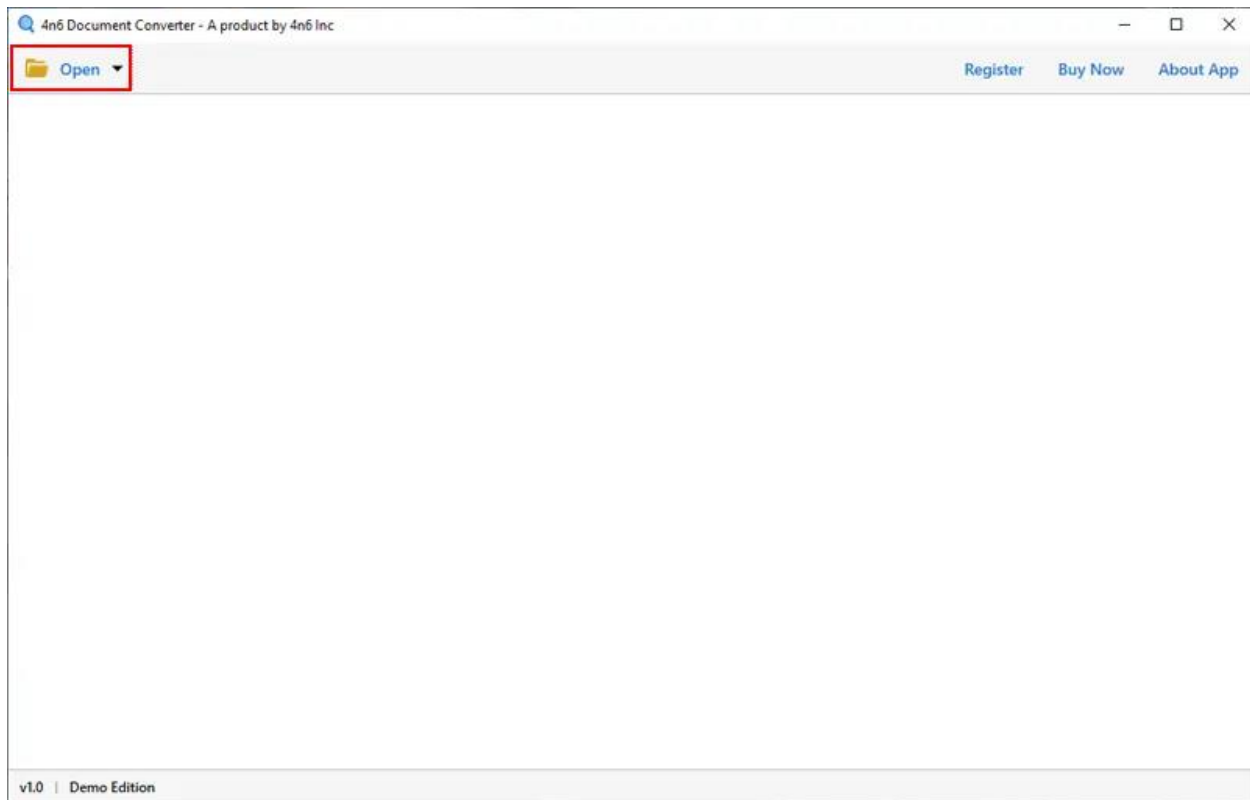 4n6 Document Converter - A product by 4n6 Inc
Open Register Buy Now About App
v1.0 | Demo Edition